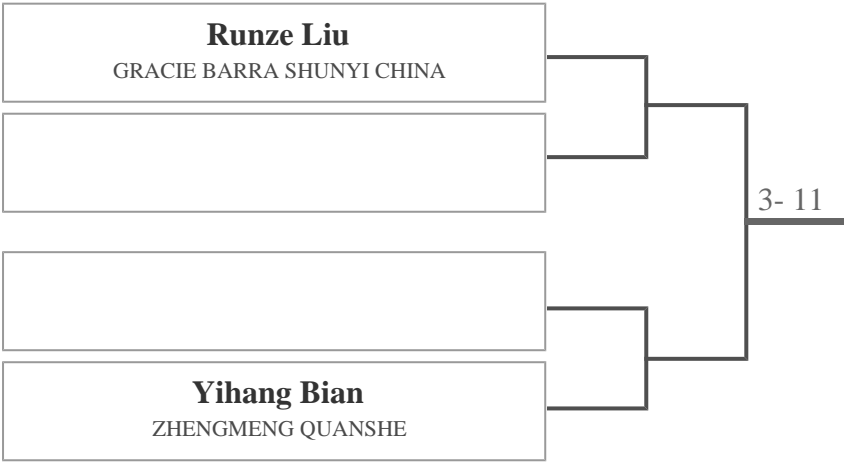 Runze Liu
GRACIE BARRA SHUNYI CHINA
3- 11
Yihang Bian
ZHENGMENG QUANSHE